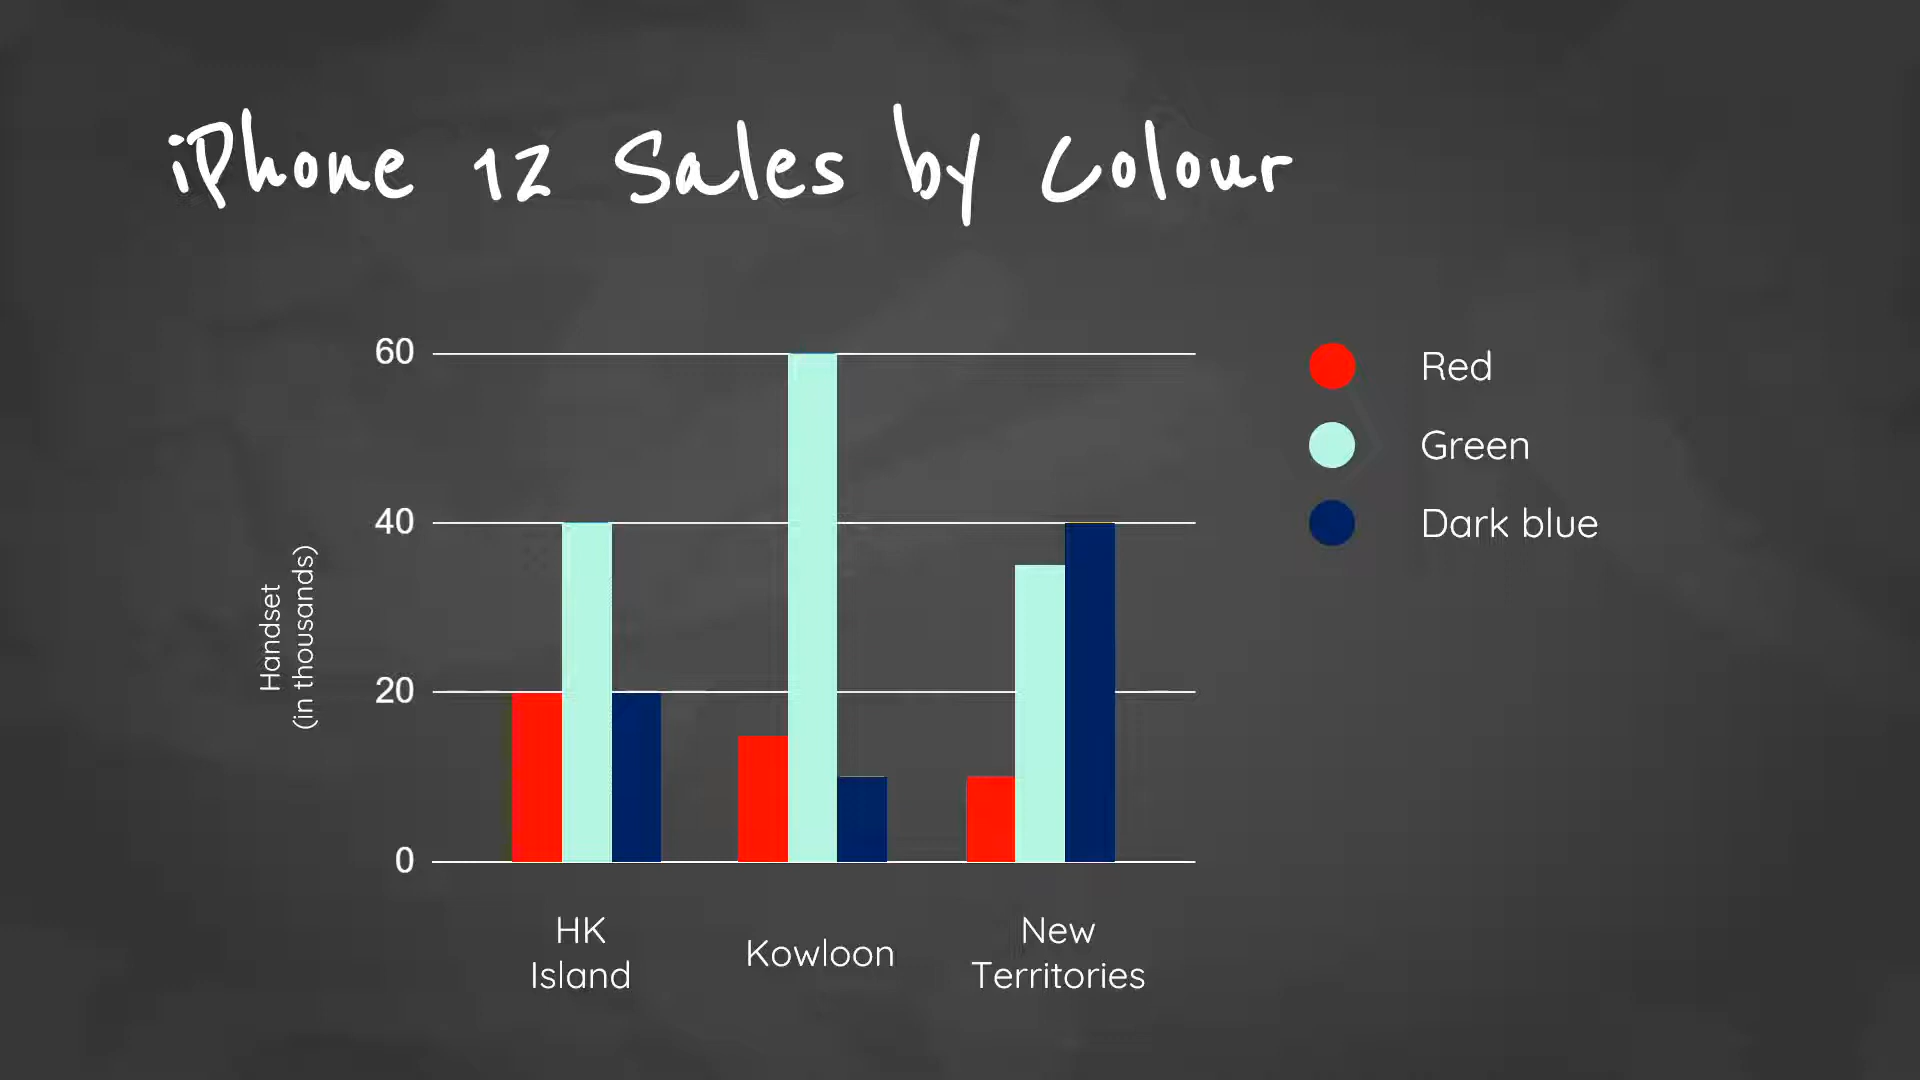 iPhone 12 Sales by Colour
60
40
20
0
Handset
(in thousands)
HK
Island
Kowloon
New
Territories
Red
Green
Dark blue